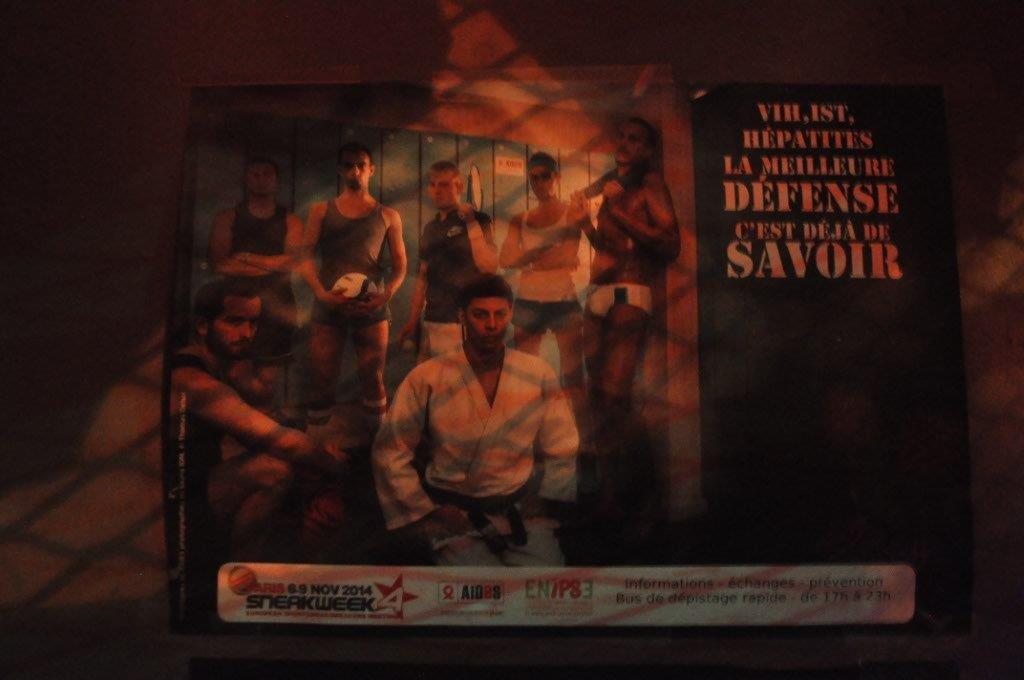 VIH, IST,
HÉPATITES
LA MEILLEURE
DÉFENSE
C'EST DÉJÀ DE
SAVOIR
PARIS 6-9 NOV 2014
SNEAKWEEK 4
AIDES
ENIPSE
Informations - échanges - prévention
Bus de dépistage rapide - de 17h à 23h